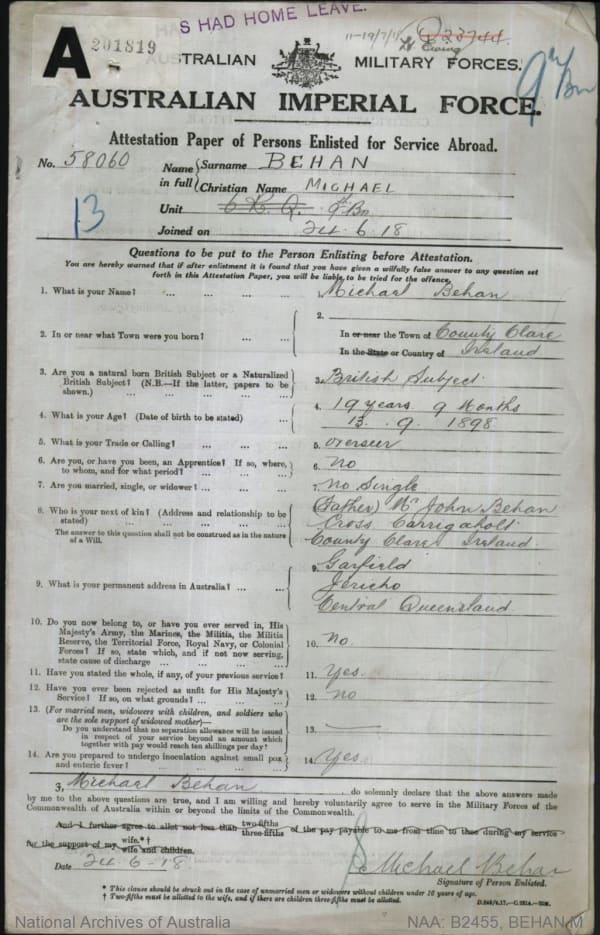 S HAD HOME LEAVE.
A 201819
9th Bn
AUSTRALIAN MILITARY FORCES.
AUSTRALIAN IMPERIAL FORCE.
Attestation Paper of Persons Enlisted for Service Abroad.
No. 58060
Name in full
Surname BEHAN
Christian Name MICHAEL
Unit 6 R. Q. 9th Bn
13
Joined on 24.6.18
Questions to be put to the Person Enlisting before Attestation.
You are hereby warned that if after enlistment it is found that you have given a wilfully false answer to any question set
forth in this Attestation Paper, you will be liable to be tried for the offence.
1. What is your Name? ... ... ... 1. Michael Behan
2. In or near what Town were you born? ... ... 2.
In or near the Town of County Clare
In the State or Country of Ireland
3. Are you a natural born British Subject or a Naturalized
British Subject? (N.B.—If the latter, papers to be
shown.) ... ... ... ... 3. British Subject.
4. What is your Age? (Date of birth to be stated) ... 4. 19 years. 9 Months
13. 9. 1898
5. What is your Trade or Calling? ... ... ... 5. overseer
6. Are you, or have you been, an Apprentice? If so, where,
to whom, and for what period? ... ... ... 6. no
7. Are you married, single, or widower? ... ... ... 7. no Single
8. Who is your next of kin? (Address and relationship to be
stated) ... ... ... ...
The answer to this question shall not be construed as in the nature
of a Will.
8. (Father) Mr John Behan
Cross Carrigaholt
County Clare Ireland
9. What is your permanent address in Australia? ... ... 9. Garfield
Jericho
Central Queensland
10. Do you now belong to, or have you ever served in, His
Majesty's Army, the Marines, the Militia, the Militia
Reserve, the Territorial Force, Royal Navy, or Colonial
Forces? If so, state which, and if not now serving,
state cause of discharge ... ... ... ... 10. no.
11. Have you stated the whole, if any, of your previous service? 11. yes.
12. Have you ever been rejected as unfit for His Majesty's
Service? If so, on what grounds? ... ... ... 12. no
13. (For married men, widowers with children, and soldiers who
are the sole support of widowed mother)—
Do you understand that no separation allowance will be issued
in respect of your service beyond an amount which
together with pay would reach ten shillings per day? 13. —
14. Are you prepared to undergo inoculation against small pox
and enteric fever? ... ... ... ... 14. yes.
I, Michael Behan do solemnly declare that the above answers made
by me to the above questions are true, and I am willing and hereby voluntarily agree to serve in the Military Forces of the
Commonwealth of Australia within or beyond the limits of the Commonwealth.
And I further agree to allot not less than two-fifths three-fifths of the pay payable to me from time to time during my service
for the support of my wife.*† wife and children.
Date 24-6-18
Michael Behan
Signature of Person Enlisted.
* This clause should be struck out in the case of unmarried men or widowers without children under 16 years of age.
† Two-fifths must be allotted to the wife, and if there are children three-fifths must be allotted.
National Archives of Australia
NAA: B2455, BEHAN M